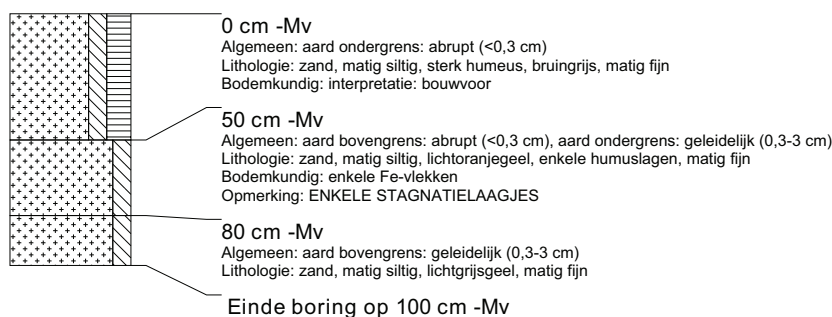 0 cm -Mv
Algemeen: aard ondergrens: abrupt (<0,3 cm)
Lithologie: zand, matig siltig, sterk humeus, bruingrijs, matig fijn
Bodemkundig: interpretatie: bouwvoor
50 cm -Mv
Algemeen: aard bovengrens: abrupt (<0,3 cm), aard ondergrens: geleidelijk (0,3-3 cm)
Lithologie: zand, matig siltig, lichtoranjegeel, enkele humuslagen, matig fijn
Bodemkundig: enkele Fe-vlekken
Opmerking: ENKELE STAGNATIELAAGJES
80 cm -Mv
Algemeen: aard bovengrens: geleidelijk (0,3-3 cm)
Lithologie: zand, matig siltig, lichtgrijsgeel, matig fijn
Einde boring op 100 cm -Mv